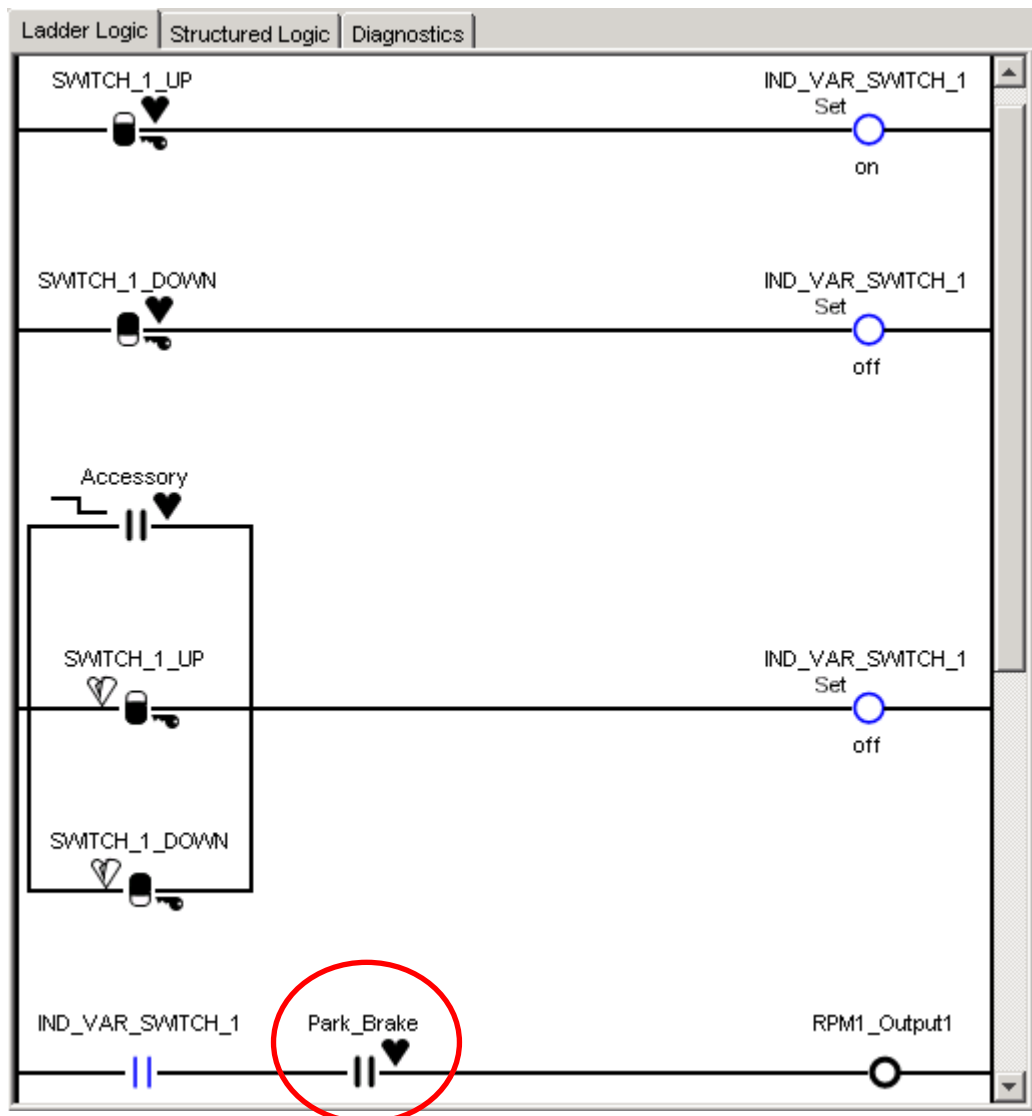 Ladder Logic Structured Logic Diagnostics
SWITCH_1_UP IND_VAR_SWITCH_1
Set
on
SWITCH_1_DOWN IND_VAR_SWITCH_1
Set
off
Accessory
SWITCH_1_UP IND_VAR_SWITCH_1
Set
off
SWITCH_1_DOWN
IND_VAR_SWITCH_1 Park_Brake RPM1_Output1